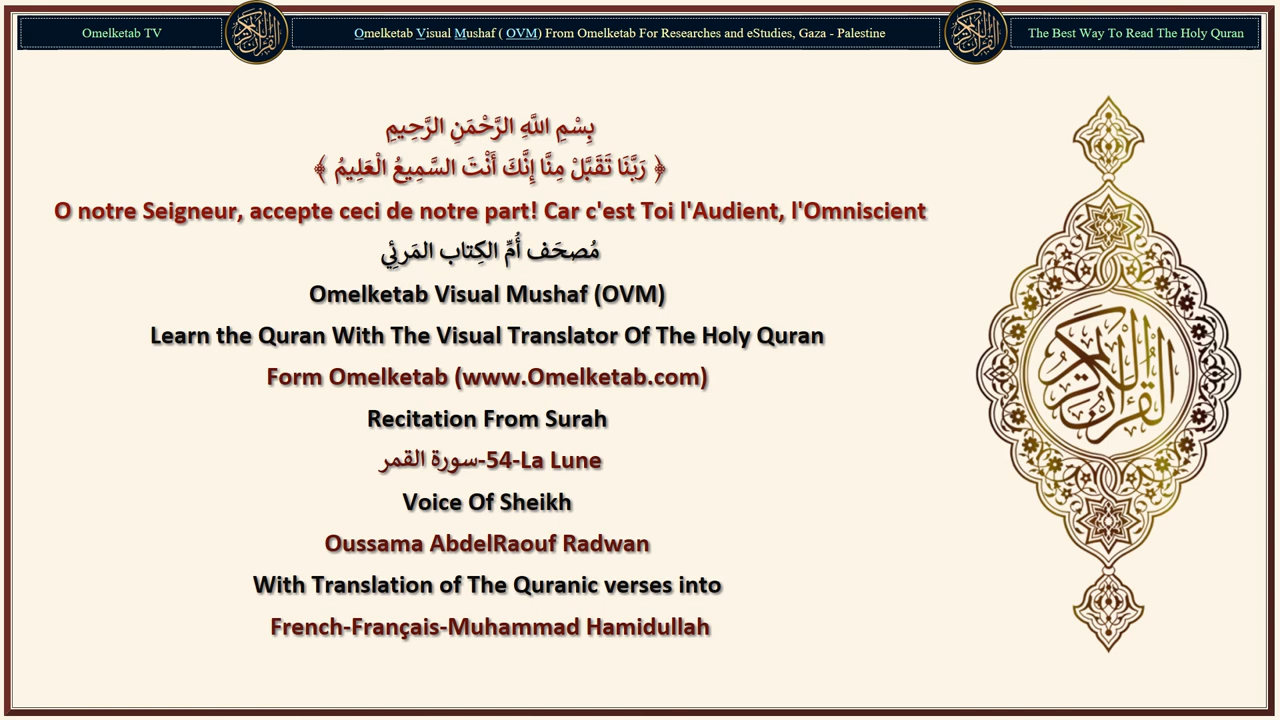 Omelketab TV
Omelketab Visual Mushaf ( OVM) From Omelketab For Researches and eStudies, Gaza - Palestine
The Best Way To Read The Holy Quran
بِسْمِ اللَّهِ الرَّحْمَنِ الرَّحِيمِ
﴿ رَبَّنَا تَقَبَّلْ مِنَّا إِنَّكَ أَنْتَ السَّمِيعُ الْعَلِيمُ ﴾
O notre Seigneur, accepte ceci de notre part! Car c'est Toi l'Audient, l'Omniscient
مُصحَف أُمِّ الكِتاب المَرئِي
Omelketab Visual Mushaf (OVM)
Learn the Quran With The Visual Translator Of The Holy Quran
Form Omelketab (www.Omelketab.com)
Recitation From Surah
سورة القمر-54-La Lune
Voice Of Sheikh
Oussama AbdelRaouf Radwan
With Translation of The Quranic verses into
French-Français-Muhammad Hamidullah
القرآن الكريم